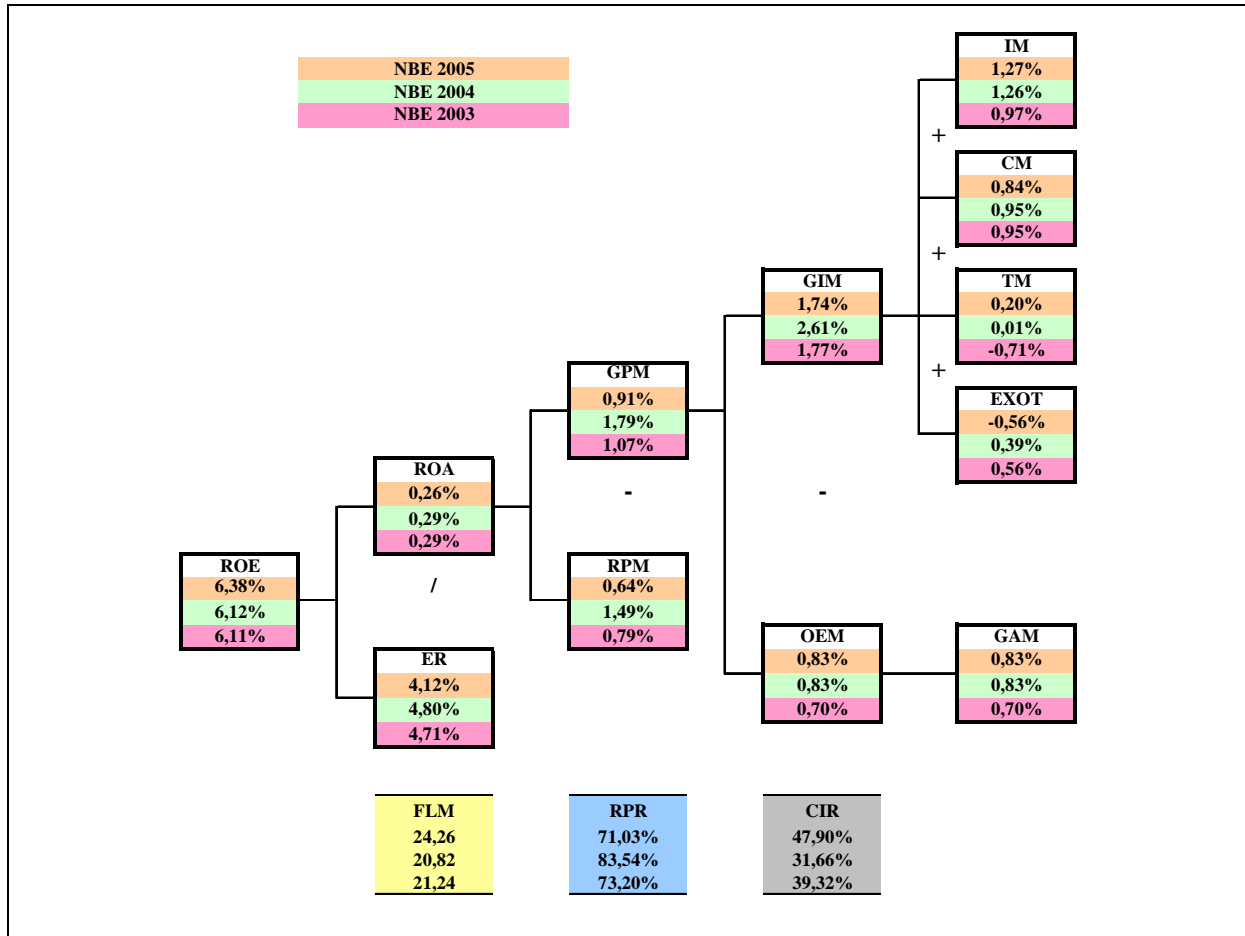 NBE 2005
NBE 2004
NBE 2003
IM
1,27%
1,26%
0,97%
+
CM
0,84%
0,95%
0,95%
+
GIM
1,74%
2,61%
1,77%
TM
0,20%
0,01%
-0,71%
+
GPM
0,91%
1,79%
1,07%
EXOT
-0,56%
0,39%
0,56%
ROA
0,26%
0,29%
0,29%
-
-
ROE
6,38%
6,12%
6,11%
/
RPM
0,64%
1,49%
0,79%
ER
4,12%
4,80%
4,71%
OEM
0,83%
0,83%
0,70%
GAM
0,83%
0,83%
0,70%
FLM
24,26
20,82
21,24
RPR
71,03%
83,54%
73,20%
CIR
47,90%
31,66%
39,32%